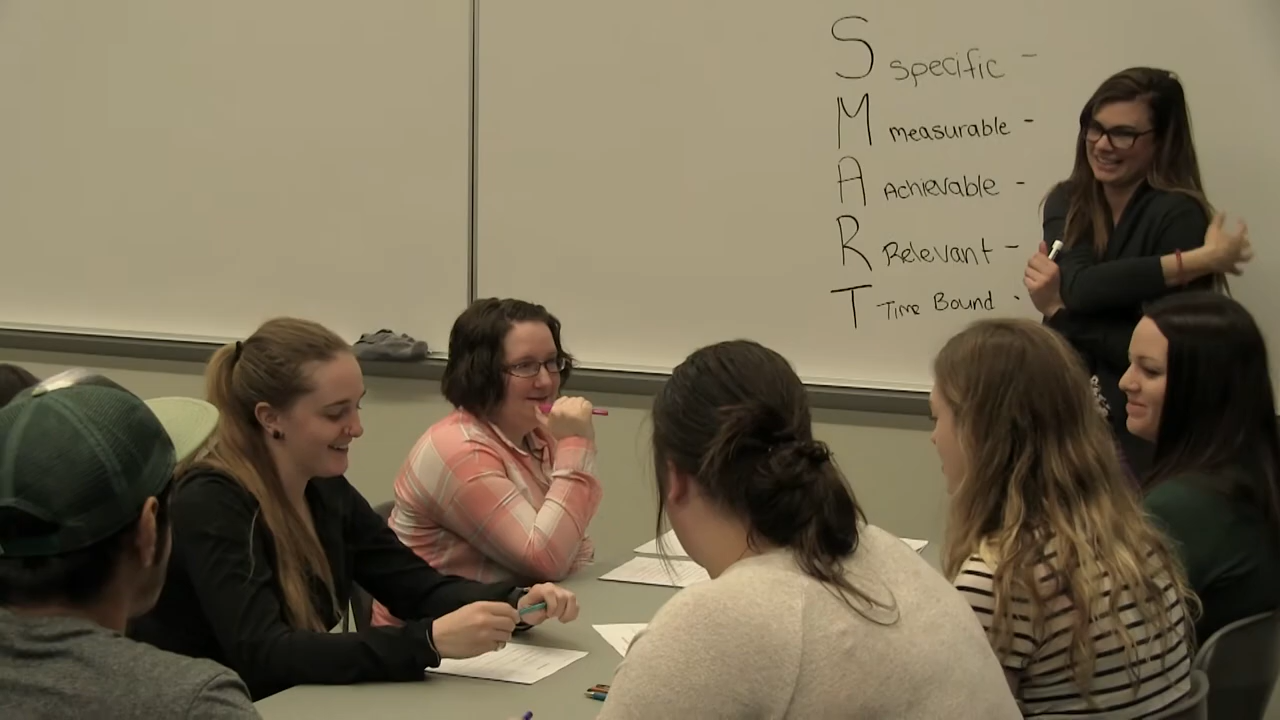 S specific -
M measurable -
A Achievable -
R Relevant -
T Time Bound -